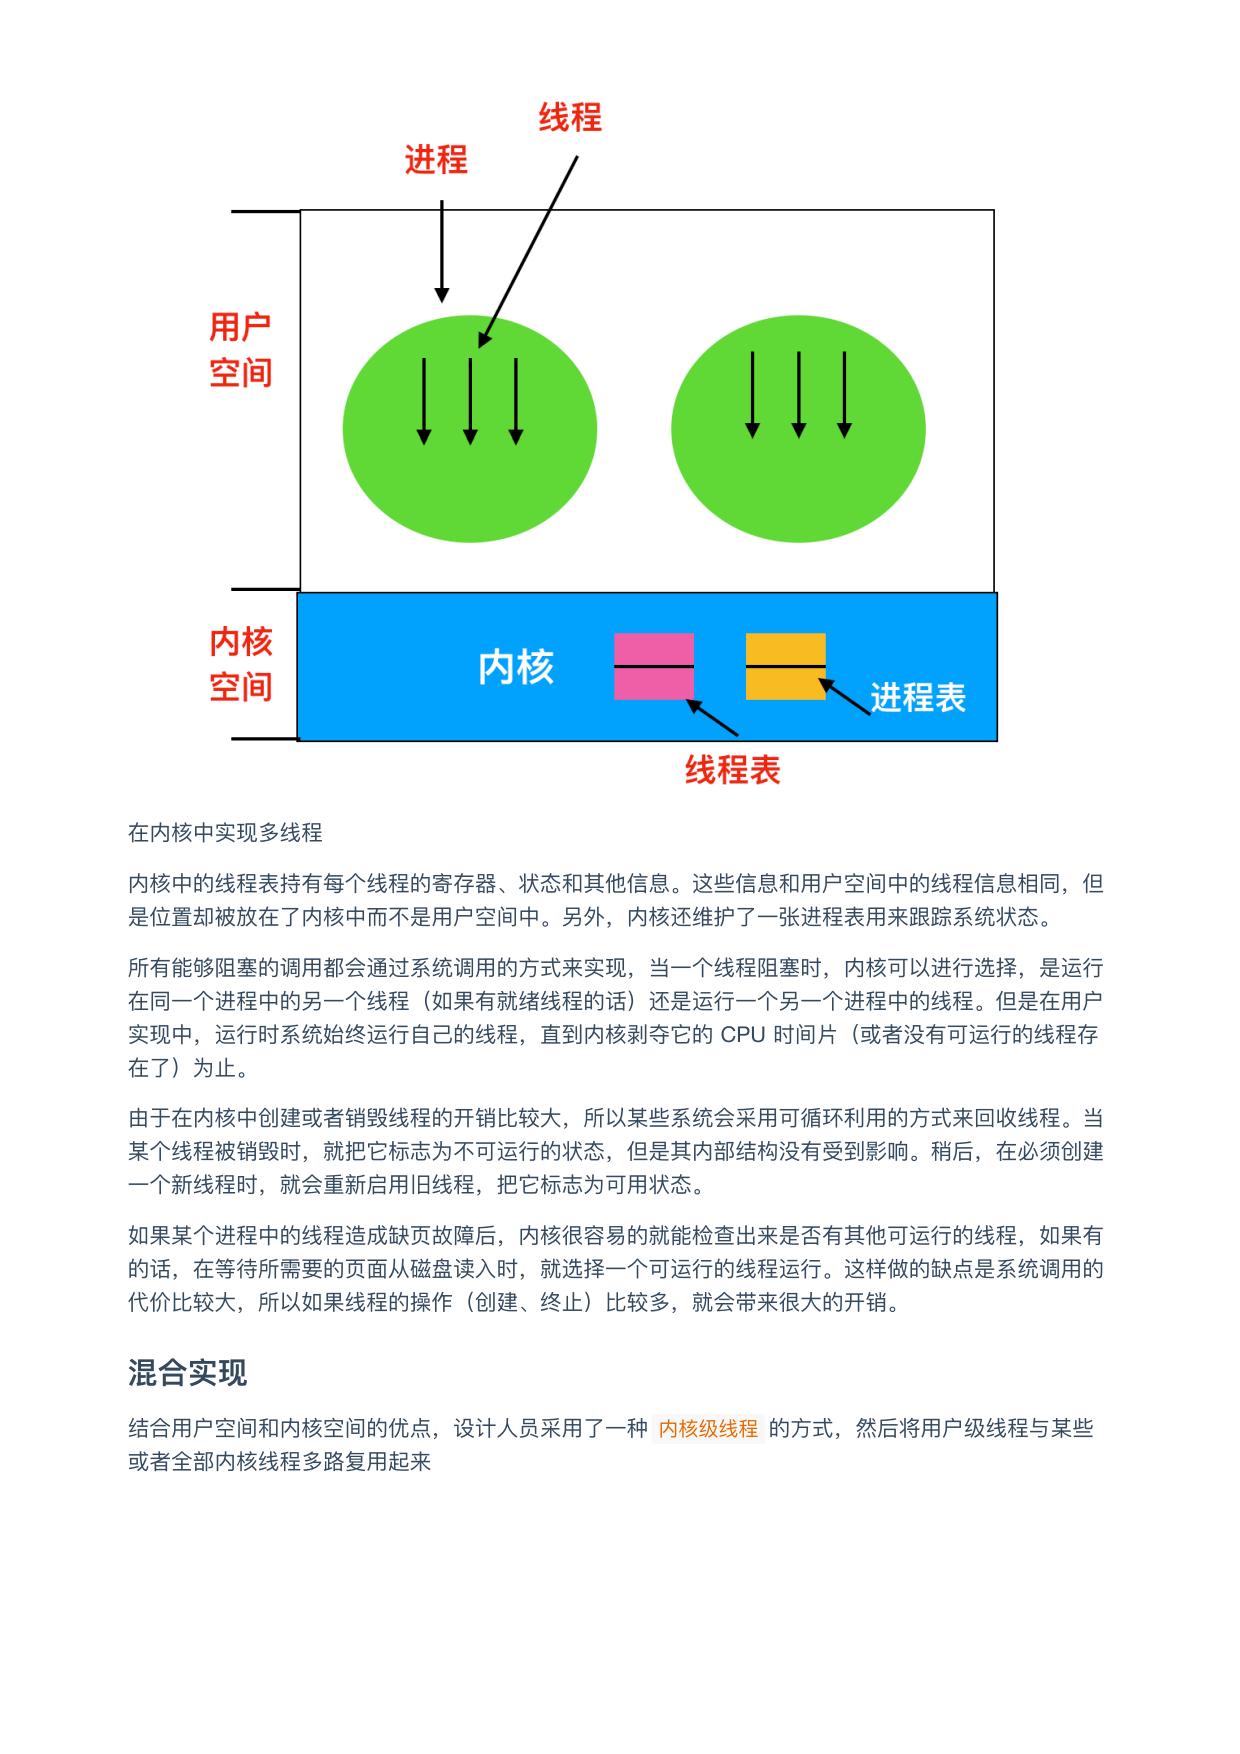 线程
进程
用户
空间
内核
空间
内核
进程表
线程表
在内核中实现多线程
内核中的线程表持有每个线程的寄存器、状态和其他信息。这些信息和用户空间中的线程信息相同，但
是位置却被放在了内核中而不是用户空间中。另外，内核还维护了一张进程表用来跟踪系统状态。
所有能够阻塞的调用都会通过系统调用的方式来实现，当一个线程阻塞时，内核可以进行选择，是运行
在同一个进程中的另一个线程（如果有就绪线程的话）还是运行一个另一个进程中的线程。但是在用户
实现中，运行时系统始终运行自己的线程，直到内核剥夺它的 CPU 时间片（或者没有可运行的线程存
在了）为止。
由于在内核中创建或者销毁线程的开销比较大，所以某些系统会采用可循环利用的方式来回收线程。当
某个线程被销毁时，就把它标志为不可运行的状态，但是其内部结构没有受到影响。稍后，在必须创建
一个新线程时，就会重新启用旧线程，把它标志为可用状态。
如果某个进程中的线程造成缺页故障后，内核很容易的就能检查出来是否有其他可运行的线程，如果有
的话，在等待所需要的页面从磁盘读入时，就选择一个可运行的线程运行。这样做的缺点是系统调用的
代价比较大，所以如果线程的操作（创建、终止）比较多，就会带来很大的开销。
混合实现
结合用户空间和内核空间的优点，设计人员采用了一种 内核级线程 的方式，然后将用户级线程与某些
或者全部内核线程多路复用起来